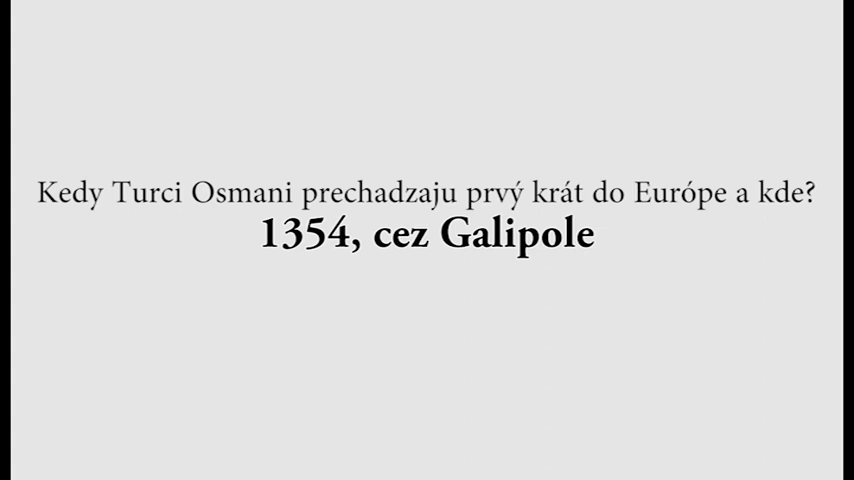 Kedy Turci Osmani prechadzaju prvý krát do Európe a kde?
1354, cez Galipole